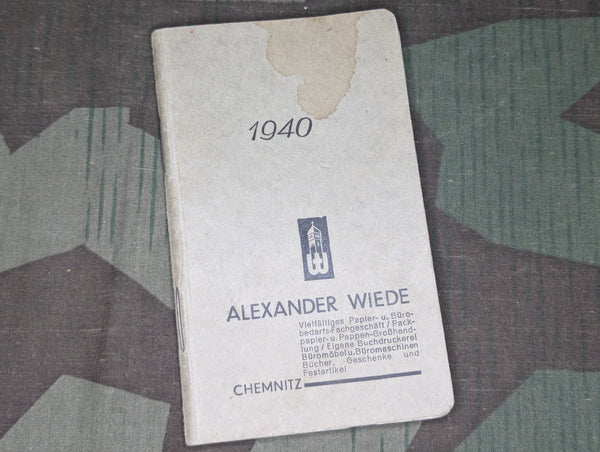 1940
W
ALEXANDER WIEDE
Vielfältiges Papier- u. Büro-
bedarfs-Fachgeschäft / Pack-
papier- u. Pappen-Großhand-
lung / Eigene Buchdruckerei
Büromöbel u. Büromaschinen
Bücher, Geschenke und
Festartikel
CHEMNITZ